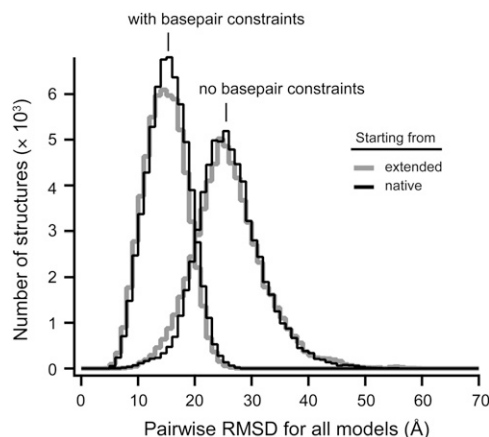 with basepair constraints
no basepair constraints
Starting from
extended
native
Number of structures (× 10³)
6
5
4
3
2
1
0
0 10 20 30 40 50 60 70
Pairwise RMSD for all models (Å)